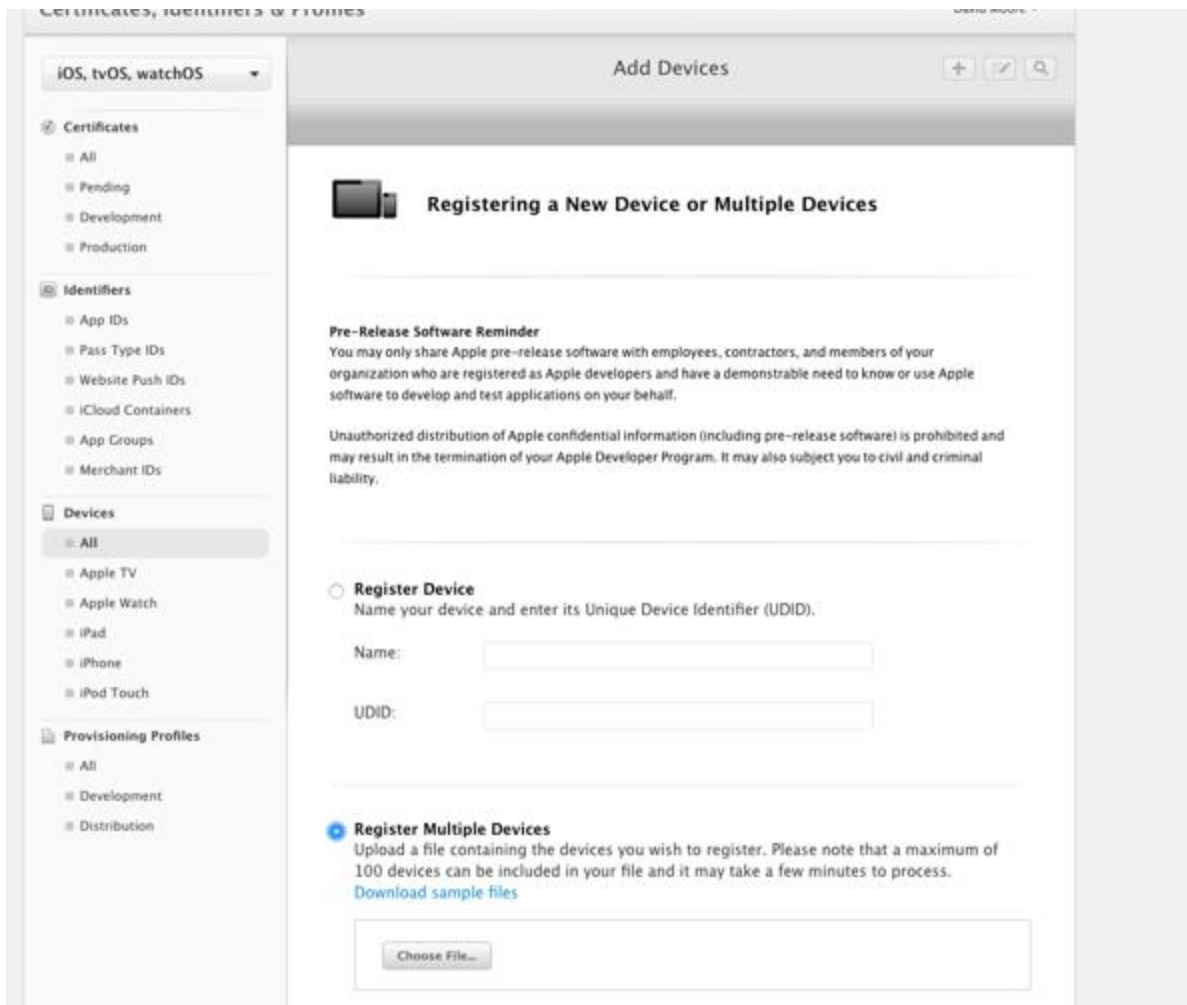 Certificates, Identifiers & Profiles
David Moore
iOS, tvOS, watchOS
Add Devices
Certificates
All
Pending
Development
Production
Identifiers
App IDs
Pass Type IDs
Website Push IDs
iCloud Containers
App Groups
Merchant IDs
Devices
All
Apple TV
Apple Watch
iPad
iPhone
iPod Touch
Provisioning Profiles
All
Development
Distribution
Registering a New Device or Multiple Devices
Pre-Release Software Reminder
You may only share Apple pre-release software with employees, contractors, and members of your
organization who are registered as Apple developers and have a demonstrable need to know or use Apple
software to develop and test applications on your behalf.
Unauthorized distribution of Apple confidential information (including pre-release software) is prohibited and
may result in the termination of your Apple Developer Program. It may also subject you to civil and criminal
liability.
Register Device
Name your device and enter its Unique Device Identifier (UDID).
Name:
UDID:
Register Multiple Devices
Upload a file containing the devices you wish to register. Please note that a maximum of
100 devices can be included in your file and it may take a few minutes to process.
Download sample files
Choose File...